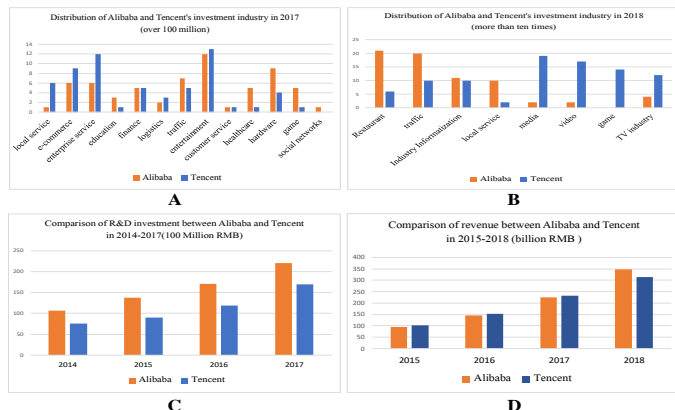 Distribution of Alibaba and Tencent's investment industry in 2017
(over 100 million)
14
12
10
8
6
4
2
0
local service
e-commerce
enterprise service
education
finance
logistics
traffic
entertainment
customer service
healthcare
hardware
game
social networks
Alibaba Tencent
A
Distribution of Alibaba and Tencent's investment industry in 2018
(more than ten times)
25
20
15
10
5
0
Restaurant
traffic
Industry Informatization
local service
media
video
game
TV industry
Alibaba Tencent
B
Comparison of R&D investment between Alibaba and Tencent
in 2014-2017(100 Million RMB)
250
200
150
100
50
0
2014 2015 2016 2017
Alibaba Tencent
C
Comparison of revenue between Alibaba and Tencent
in 2015-2018 (billion RMB )
400
350
300
250
200
150
100
50
0
2015 2016 2017 2018
Alibaba Tencent
D